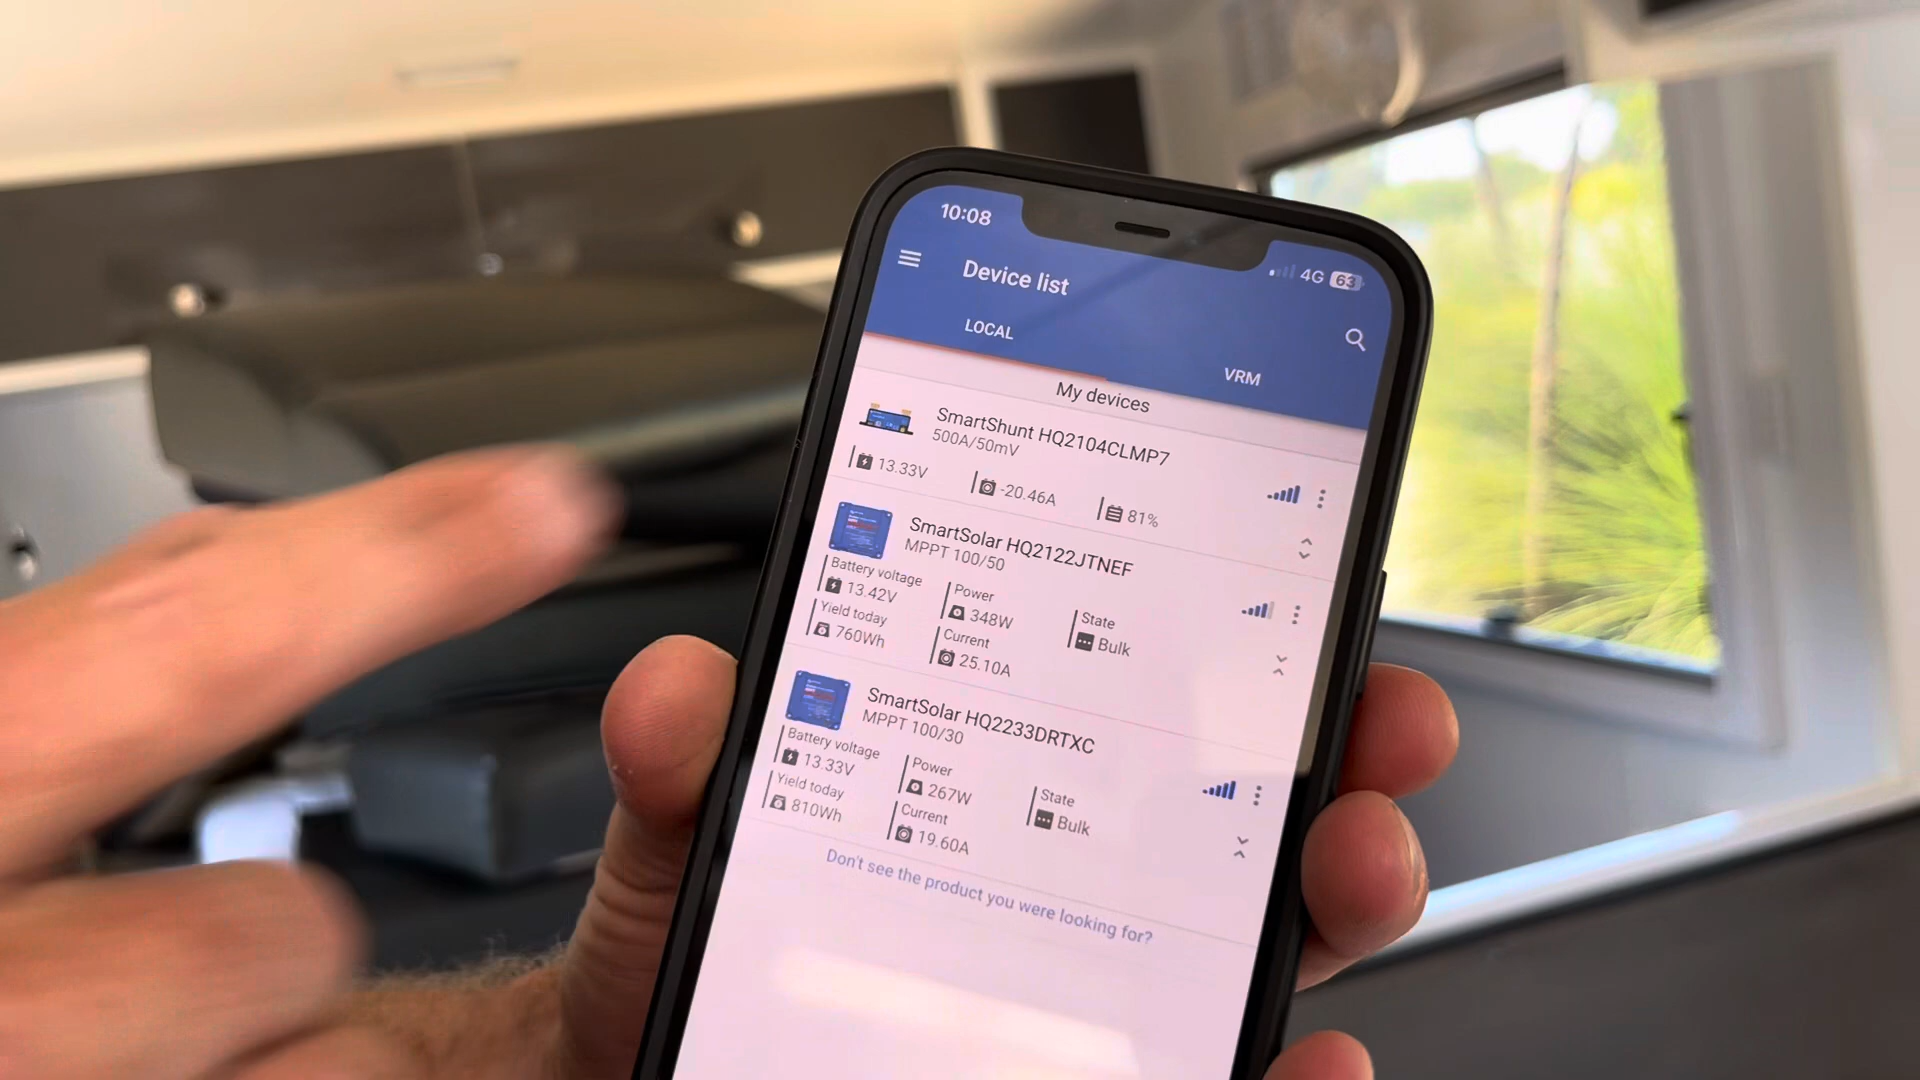 10:08
4G 63
Device list
LOCAL
VRM
My devices
SmartShunt HQ2104CLMP7
500A/50mV
13.33V
-20.46A
81%
SmartSolar HQ2122JTNEF
MPPT 100/50
Battery voltage
13.42V
Power
348W
State
Bulk
Yield today
760Wh
Current
25.10A
SmartSolar HQ2233DRTXC
MPPT 100/30
Battery voltage
13.33V
Power
267W
State
Bulk
Yield today
810Wh
Current
19.60A
Don't see the product you were looking for?